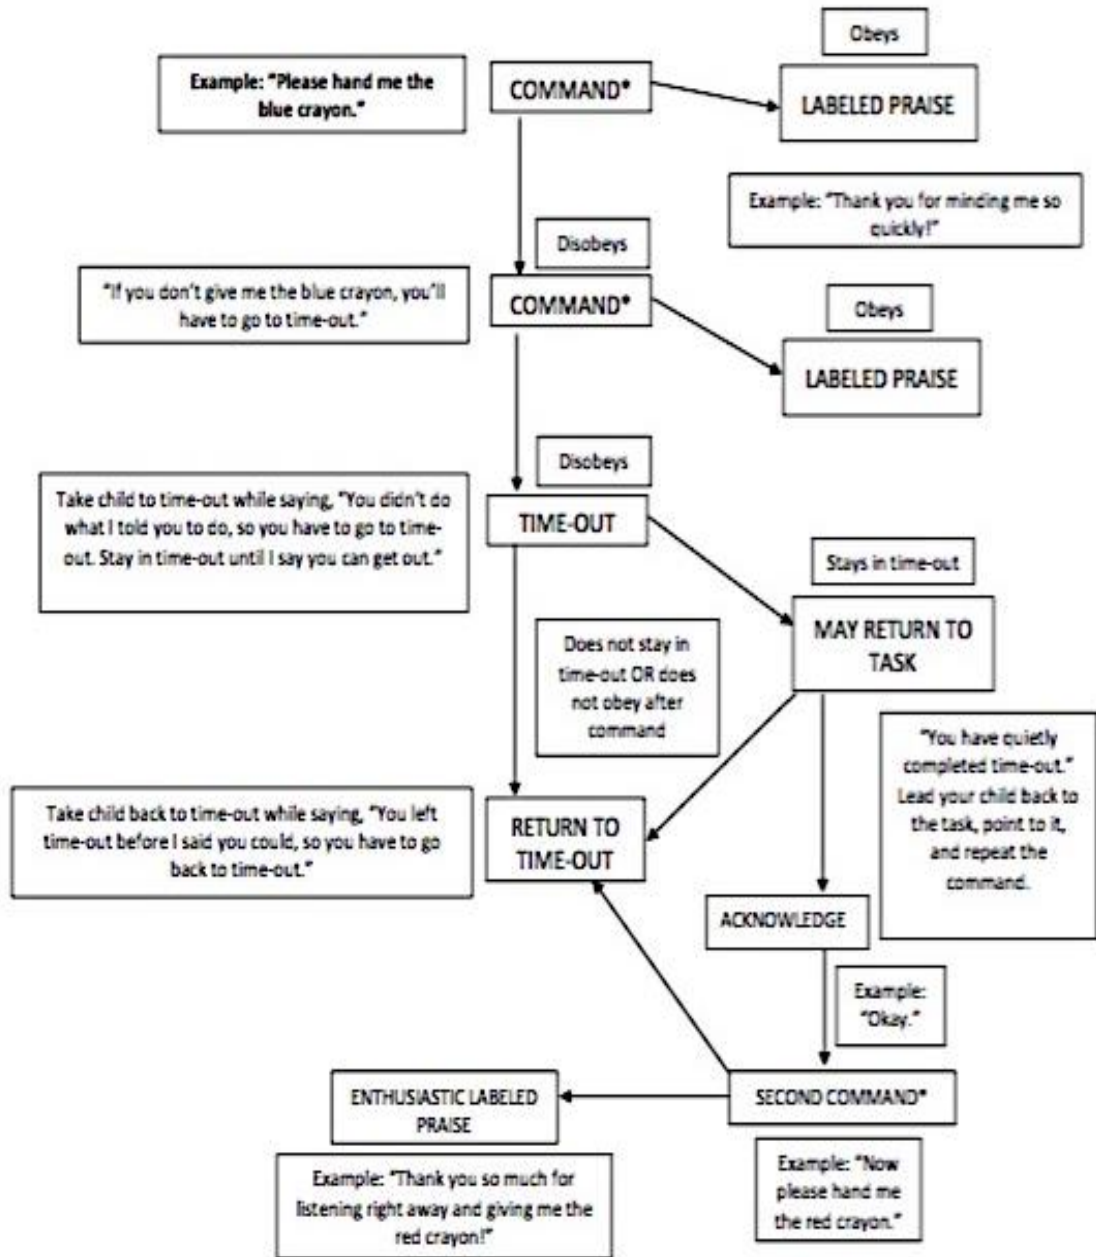 Obeys
Example: "Please hand me the
blue crayon."
COMMAND*
LABELED PRAISE
Example: "Thank you for minding me so
quickly!"
Disobeys
"If you don't give me the blue crayon, you'll
have to go to time-out."
COMMAND*
Obeys
LABELED PRAISE
Disobeys
Take child to time-out while saying, "You didn't do
what I told you to do, so you have to go to time-
out. Stay in time-out until I say you can get out."
TIME-OUT
Stays in time-out
MAY RETURN TO
TASK
Does not stay in
time-out OR does
not obey after
command
"You have quietly
completed time-out."
Lead your child back to
the task, point to it,
and repeat the
command.
Take child back to time-out while saying, "You left
time-out before I said you could, so you have to go
back to time-out."
RETURN TO
TIME-OUT
ACKNOWLEDGE
Example:
"Okay."
ENTHUSIASTIC LABELED
PRAISE
SECOND COMMAND*
Example: "Thank you so much for
listening right away and giving me the
red crayon!"
Example: "Now
please hand me
the red crayon."